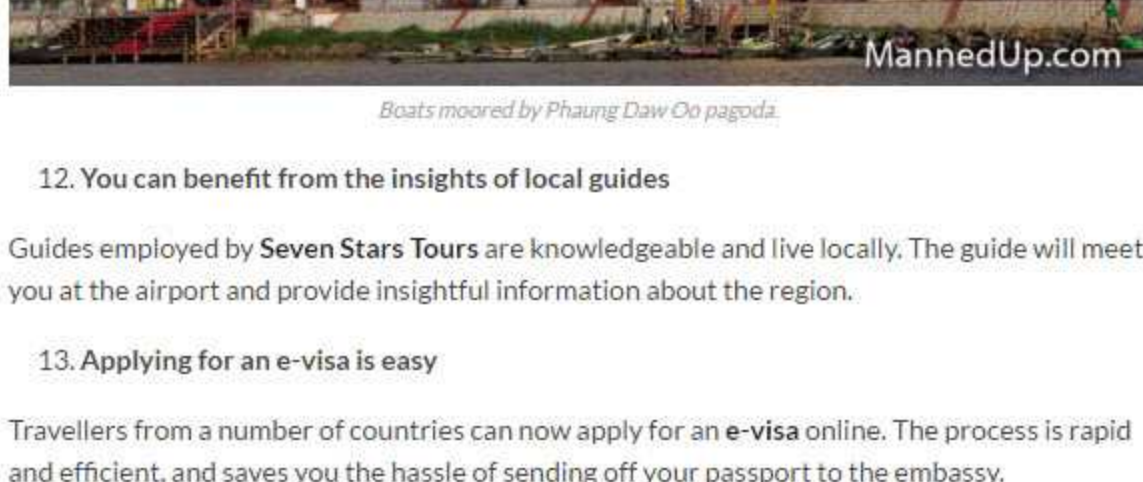 MannedUp.com
Boats moored by Phaung Daw Oo pagoda.
12. You can benefit from the insights of local guides
Guides employed by Seven Stars Tours are knowledgeable and live locally. The guide will meet
you at the airport and provide insightful information about the region.
13. Applying for an e-visa is easy
Travellers from a number of countries can now apply for an e-visa online. The process is rapid
and efficient, and saves you the hassle of sending off your passport to the embassy.